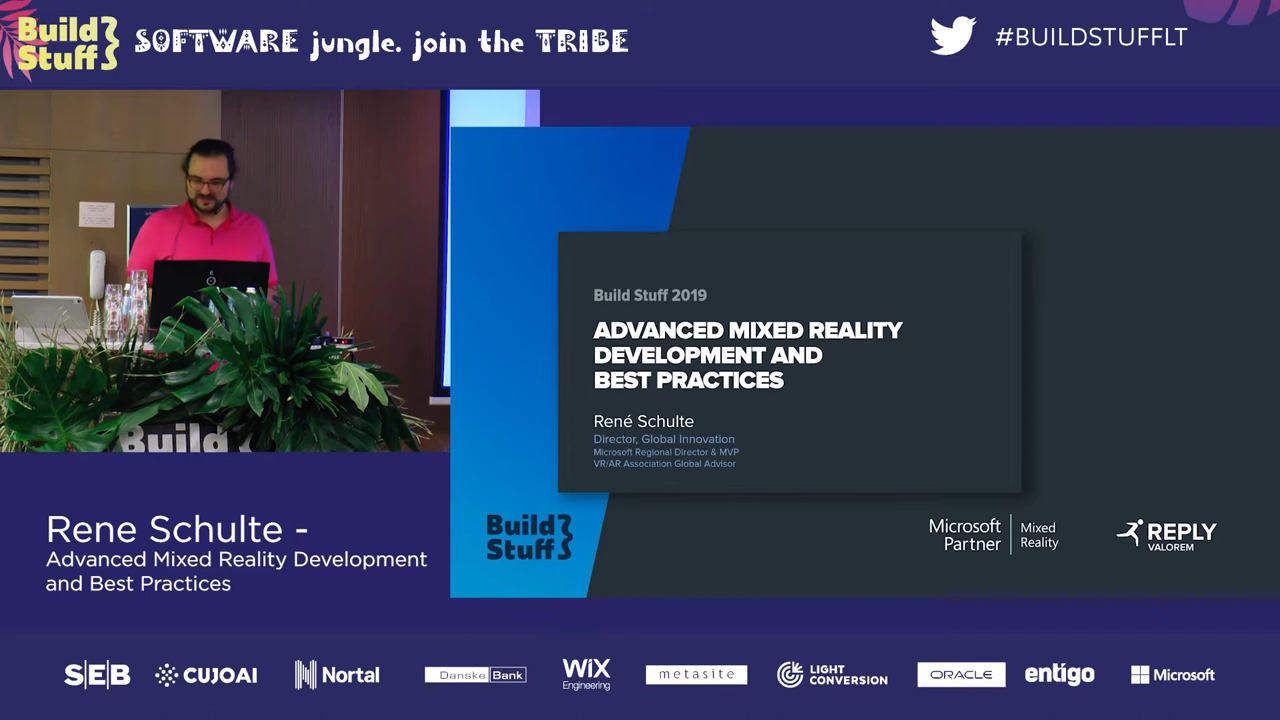 Build
Stuff
SOFTWARE jungle. join the TRIBE
#BUILDSTUFFLT
Build Stuff 2019
ADVANCED MIXED REALITY
DEVELOPMENT AND
BEST PRACTICES
René Schulte
Director, Global Innovation
Microsoft Regional Director & MVP
VR/AR Association Global Advisor
Build
Stuff
Microsoft
Partner
Mixed
Reality
REPLY
VALOREM
Build
Rene Schulte -
Advanced Mixed Reality Development
and Best Practices
S|E|B
CUJOAI
Nortal
Danske Bank
WiX
Engineering
metasite
LIGHT
CONVERSION
ORACLE
entigo
Microsoft